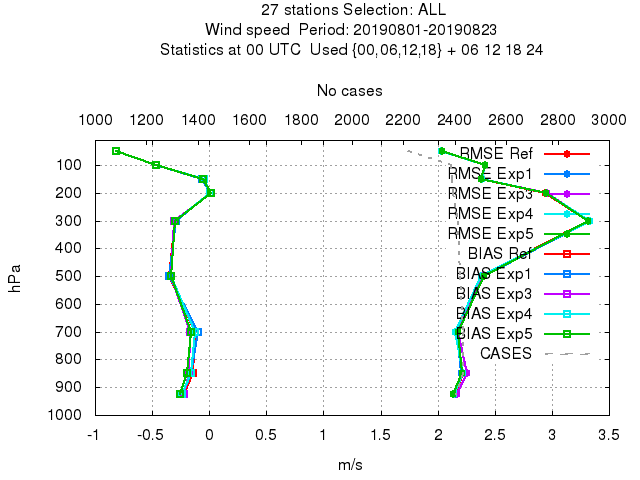 27 stations Selection: ALL
Wind speed  Period: 20190801-20190823
Statistics at 00 UTC  Used {00,06,12,18} + 06 12 18 24
No cases
1000 1200 1400 1600 1800 2000 2200 2400 2600 2800 3000
RMSE Ref
RMSE Exp1
RMSE Exp3
RMSE Exp4
RMSE Exp5
BIAS Ref
BIAS Exp1
BIAS Exp3
BIAS Exp4
BIAS Exp5
CASES
100
200
300
400
500
600
700
800
900
1000
hPa
-1 -0.5 0 0.5 1 1.5 2 2.5 3 3.5
m/s